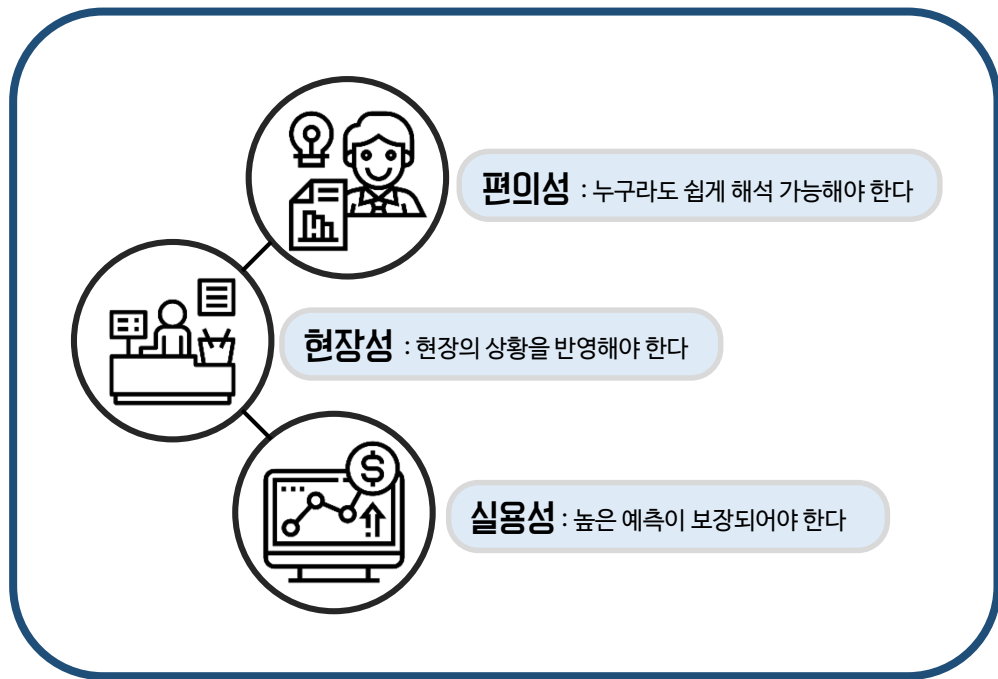 편의성 : 누구라도 쉽게 해석 가능해야 한다
현장성 : 현장의 상황을 반영해야 한다
$
실용성 : 높은 예측이 보장되어야 한다